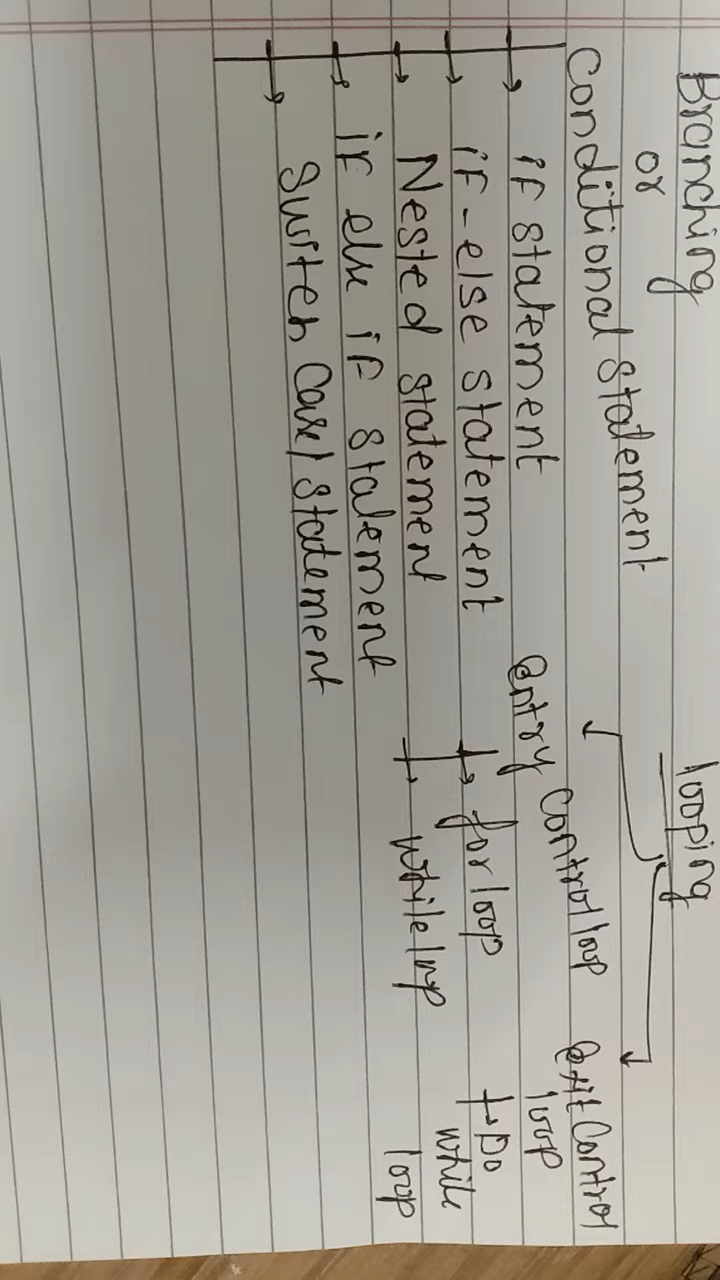 Branching
or
Conditional Statement
if statement
if-else statement
Nested statement
if else if statement
Switch Case/Statement
looping
entry Control loop
for loop
while loop
exit Control
loop
Do
while
loop